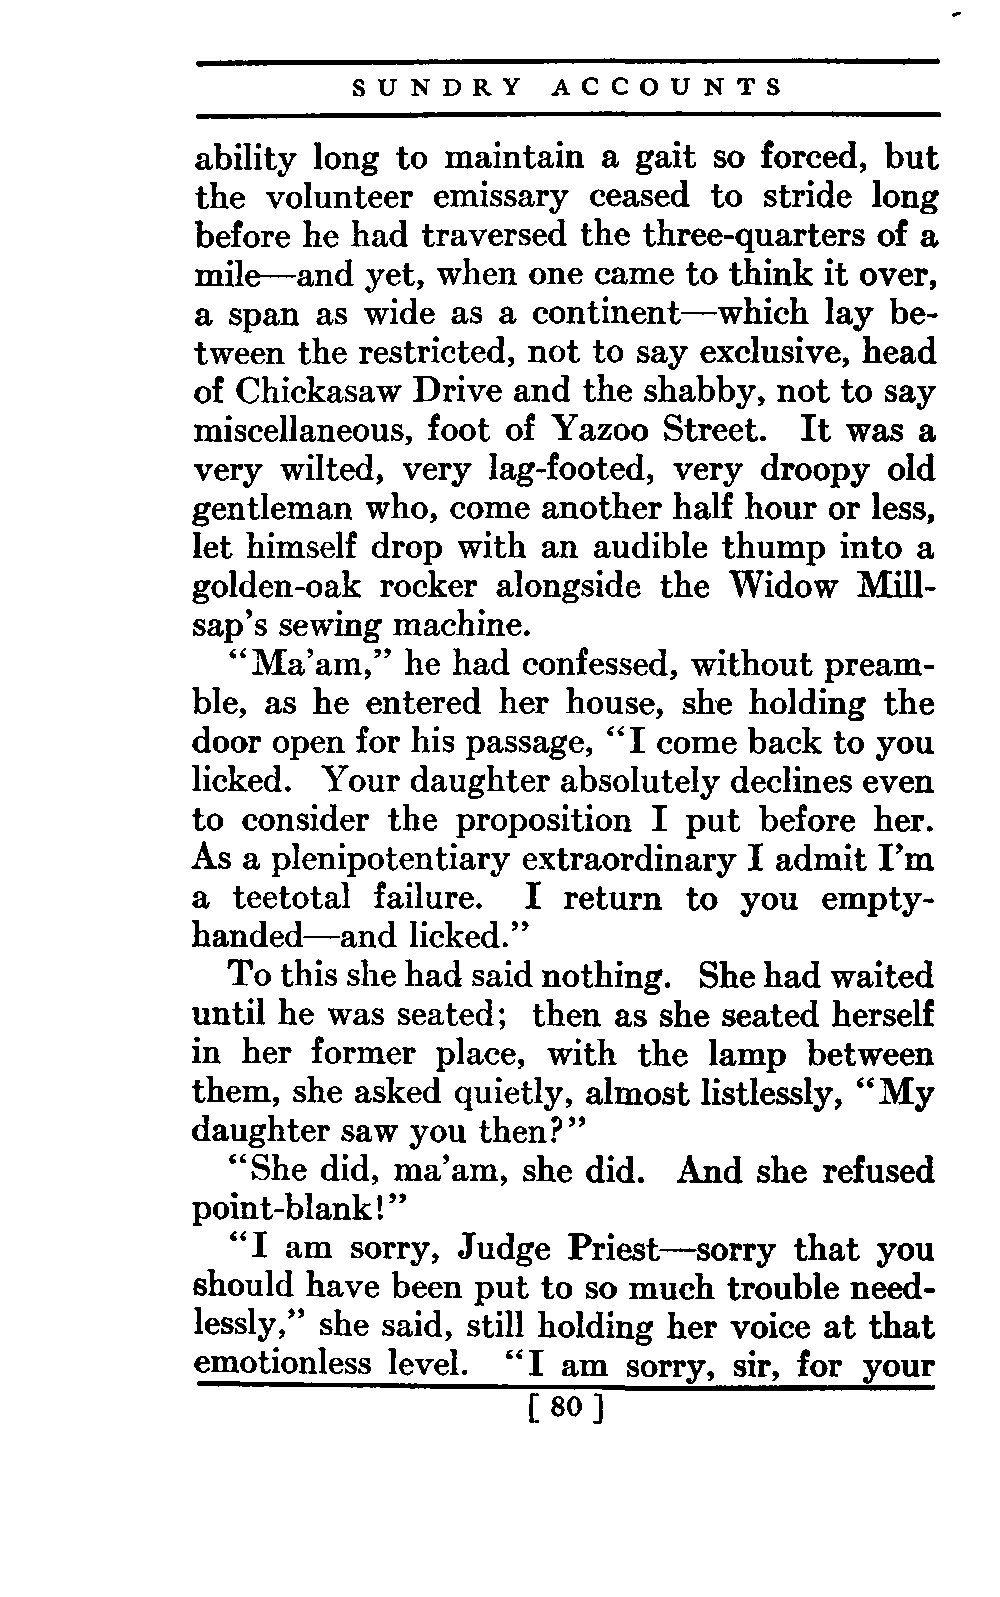 SUNDRY ACCOUNTS
ability long to maintain a gait so forced, but
the volunteer emissary ceased to stride long
before he had traversed the three-quarters of a
mile—and yet, when one came to think it over,
a span as wide as a continent—which lay be-
tween the restricted, not to say exclusive, head
of Chickasaw Drive and the shabby, not to say
miscellaneous, foot of Yazoo Street. It was a
very wilted, very lag-footed, very droopy old
gentleman who, come another half hour or less,
let himself drop with an audible thump into a
golden-oak rocker alongside the Widow Mill-
sap's sewing machine.
“Ma'am,” he had confessed, without pream-
ble, as he entered her house, she holding the
door open for his passage, “I come back to you
licked. Your daughter absolutely declines even
to consider the proposition I put before her.
As a plenipotentiary extraordinary I admit I'm
a teetotal failure. I return to you empty-
handed—and licked.”
To this she had said nothing. She had waited
until he was seated; then as she seated herself
in her former place, with the lamp between
them, she asked quietly, almost listlessly, “My
daughter saw you then?”
“She did, ma'am, she did. And she refused
point-blank!”
“I am sorry, Judge Priest—sorry that you
should have been put to so much trouble need-
lessly,” she said, still holding her voice at that
emotionless level. “I am sorry, sir, for your
[ 80 ]